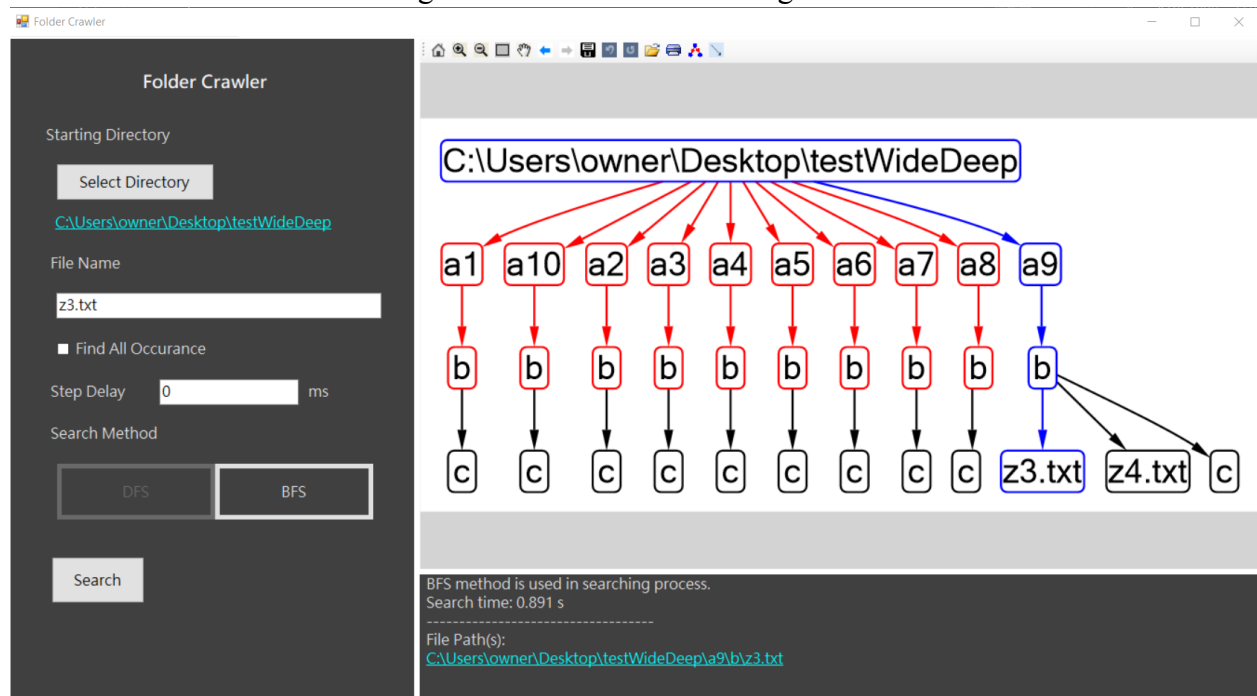 Folder Crawler
Folder Crawler
Starting Directory
Select Directory
C:\Users\owner\Desktop\testWideDeep
File Name
z3.txt
Find All Occurance
Step Delay 0 ms
Search Method
DFS BFS
Search
C:\Users\owner\Desktop\testWideDeep
a1 a10 a2 a3 a4 a5 a6 a7 a8 a9
b b b b b b b b b b
c c c c c c c c c z3.txt z4.txt c
BFS method is used in searching process.
Search time: 0.891 s
-----------------------------------
File Path(s):
C:\Users\owner\Desktop\testWideDeep\a9\b\z3.txt